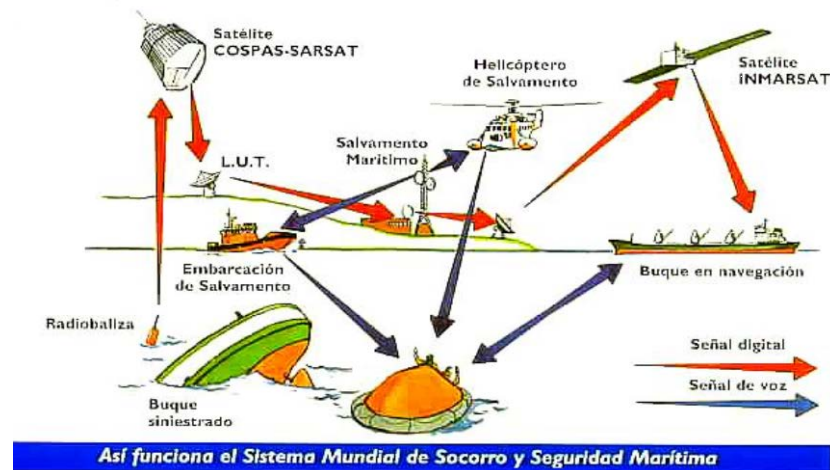 Satélite
COSPAS-SARSAT
Helicóptero
de Salvamento
Satélite
iNMARSAT
Salvamento
Marítimo
L.U.T.
Embarcación
de Salvamento
Buque en navegación
Radiobaliza
Buque
siniestrado
Señal digital
Señal de voz
Así funciona el Sistema Mundial de Socorro y Seguridad Marítima